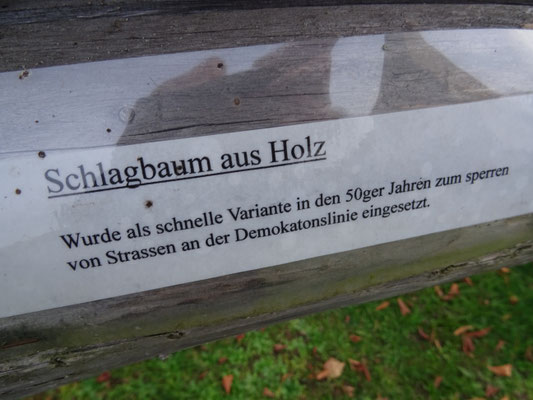 Schlagbaum aus Holz
Wurde als schnelle Variante in den 50ger Jahren zum sperren
von Strassen an der Demokatonslinie eingesetzt.